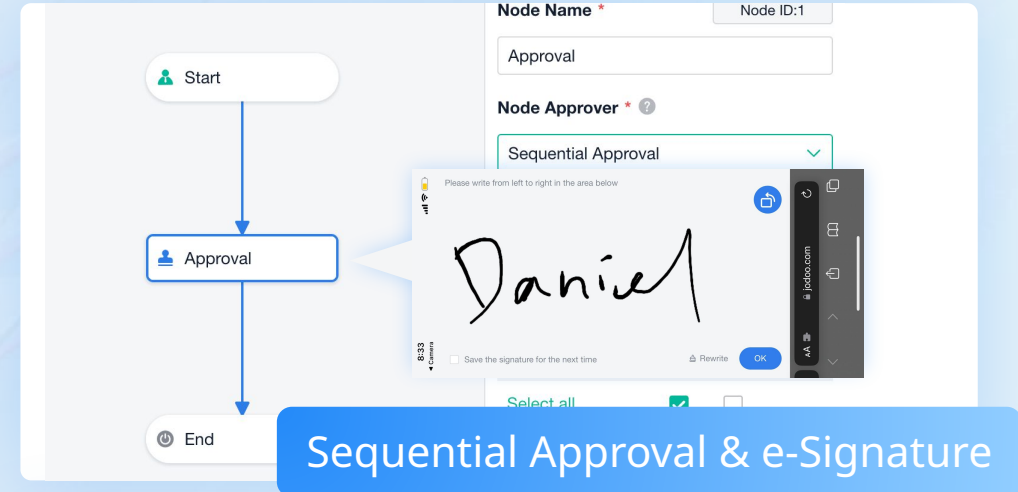 Node Name *
Node ID:1
Start
Approval
Node Approver * ?
Sequential Approval
Please write from left to right in the area below
Approval
Daniel
jodoo.com
8:33
◀ Camera
AA
Save the signature for the next time
Rewrite
OK
Select all
End
Sequential Approval & e-Signature